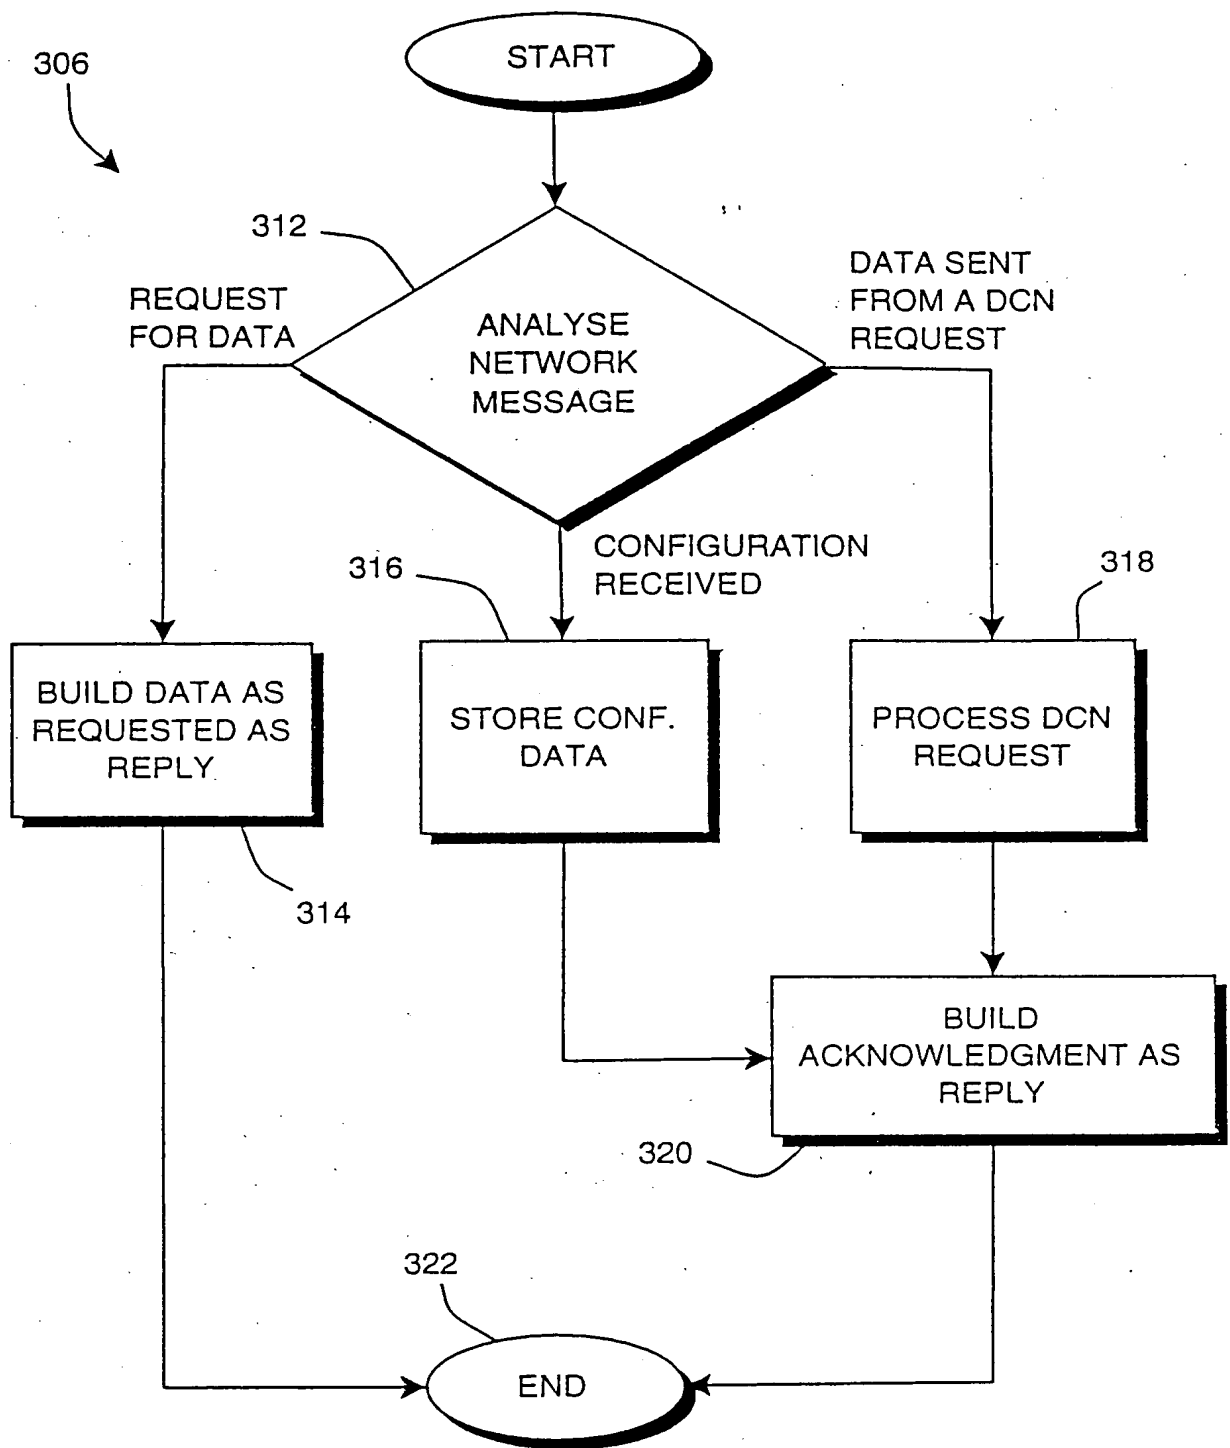 START
306
312
REQUEST
FOR DATA
ANALYSE
NETWORK
MESSAGE
DATA SENT
FROM A DCN
REQUEST
CONFIGURATION
RECEIVED
316
318
BUILD DATA AS
REQUESTED AS
REPLY
STORE CONF.
DATA
PROCESS DCN
REQUEST
314
BUILD
ACKNOWLEDGMENT AS
REPLY
320
322
END